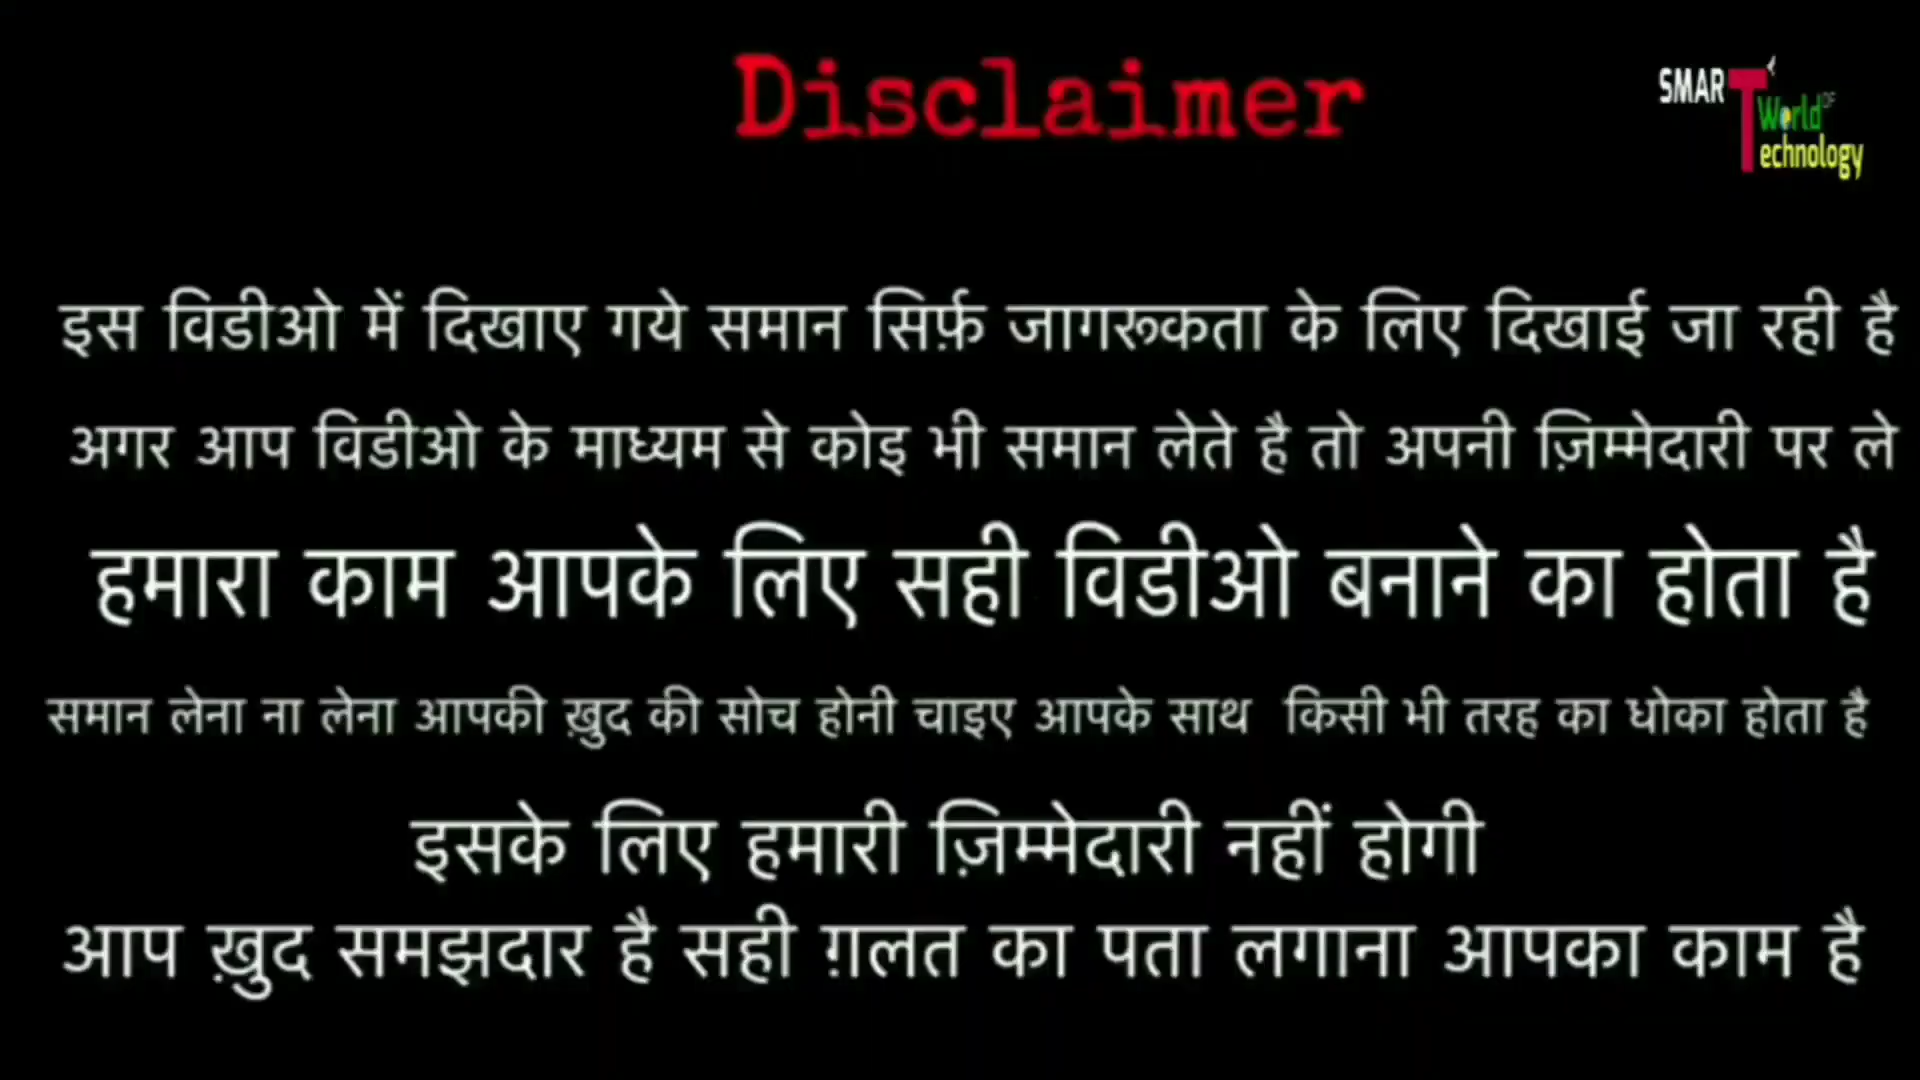 Disclaimer
SMART World OF Technology
इस विडीओ में दिखाए गये समान सिर्फ़ जागरूकता के लिए दिखाई जा रही है
अगर आप विडीओ के माध्यम से कोइ भी समान लेते है तो अपनी ज़िम्मेदारी पर ले
हमारा काम आपके लिए सही विडीओ बनाने का होता है
समान लेना ना लेना आपकी ख़ुद की सोच होनी चाइए आपके साथ किसी भी तरह का धोका होता है
इसके लिए हमारी ज़िम्मेदारी नहीं होगी
आप ख़ुद समझदार है सही ग़लत का पता लगाना आपका काम है